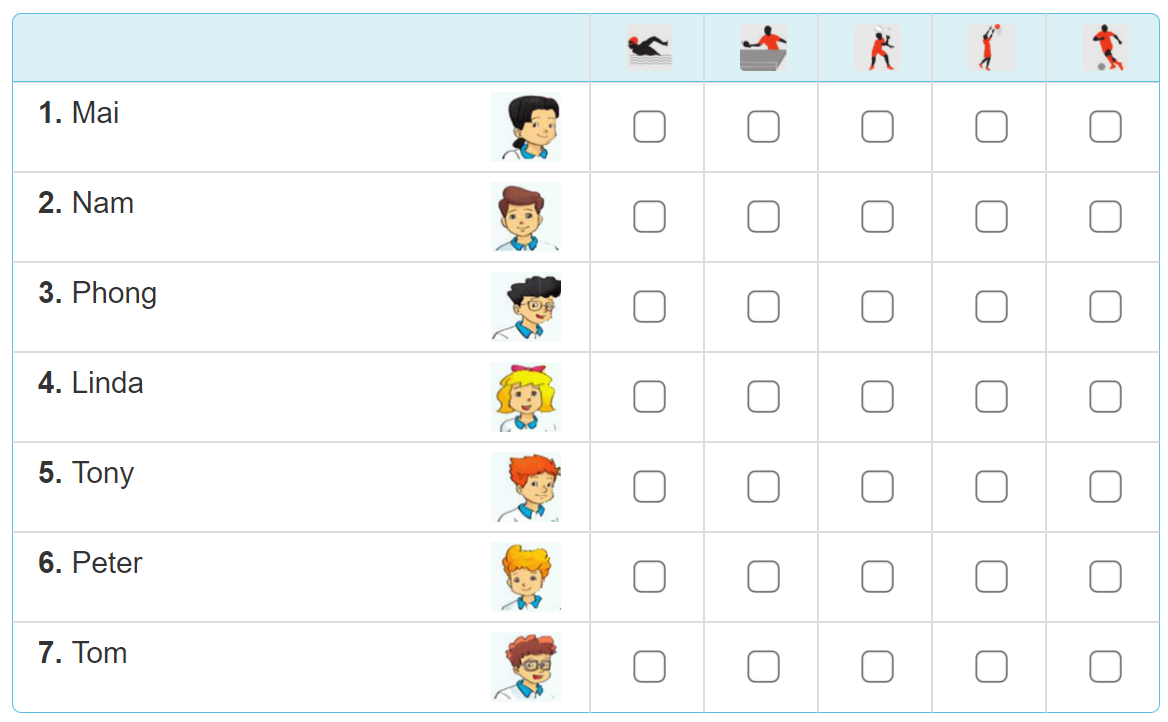 1. Mai
2. Nam
3. Phong
4. Linda
5. Tony
6. Peter
7. Tom